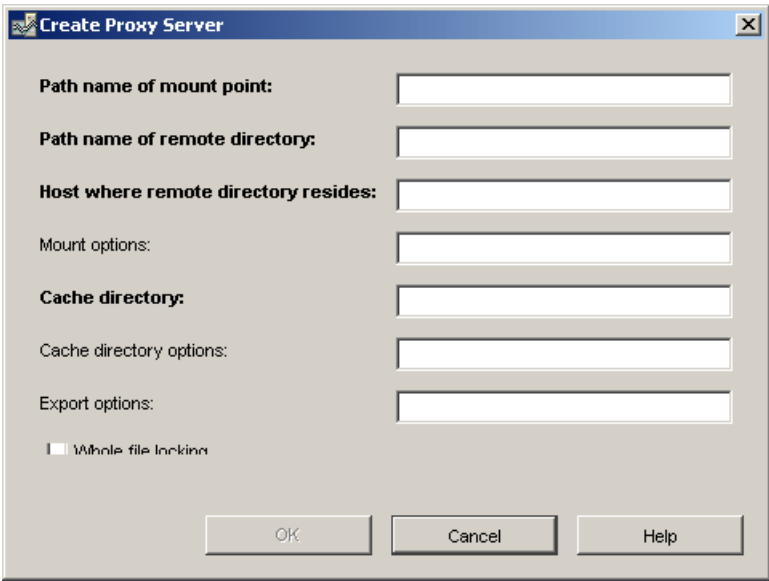 Create Proxy Server
Path name of mount point:
Path name of remote directory:
Host where remote directory resides:
Mount options:
Cache directory:
Cache directory options:
Export options:
Whole file locking
OK Cancel Help